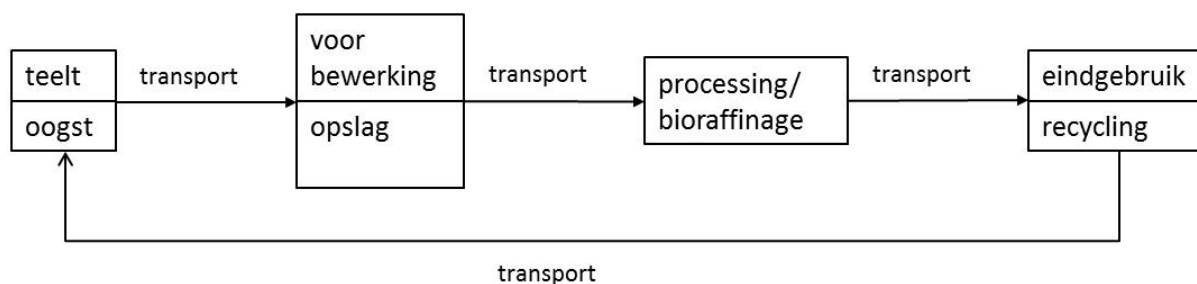 teelt
oogst
transport
voor
bewerking
opslag
transport
processing/
bioraffinage
transport
eindgebruik
recycling
transport